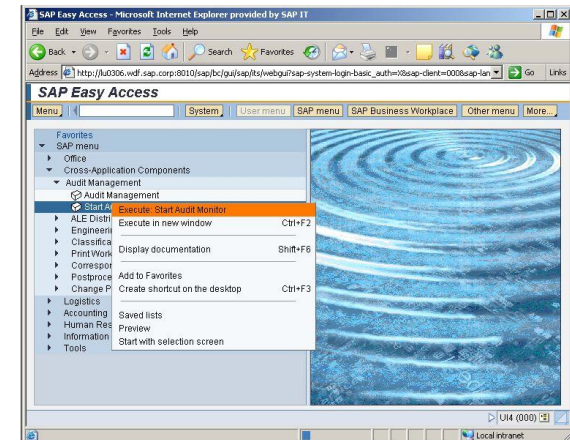 SAP Easy Access - Microsoft Internet Explorer provided by SAP IT
File Edit View Favorites Tools Help
Back Search Favorites
Address http://lu0306.wdf.sap.corp:8010/sap/bc/gui/sap/its/webgui?sap-system-login-basic_auth=X&sap-client=000&sap-lan Go Links
SAP Easy Access
Menu System User menu SAP menu SAP Business Workplace Other menu More...
Favorites
SAP menu
Office
Cross-Application Components
Audit Management
Audit Management
Start A
Execute: Start Audit Monitor
ALE Distri
Execute in new window Ctrl+F2
Engineeri
Classifica
Display documentation Shift+F6
Print Work
Correspor
Add to Favorites
Postproce
Create shortcut on the desktop Ctrl+F3
Change P
Logistics
Accounting
Saved lists
Human Res
Preview
Information
Start with selection screen
Tools
UI4 (000)
Local intranet